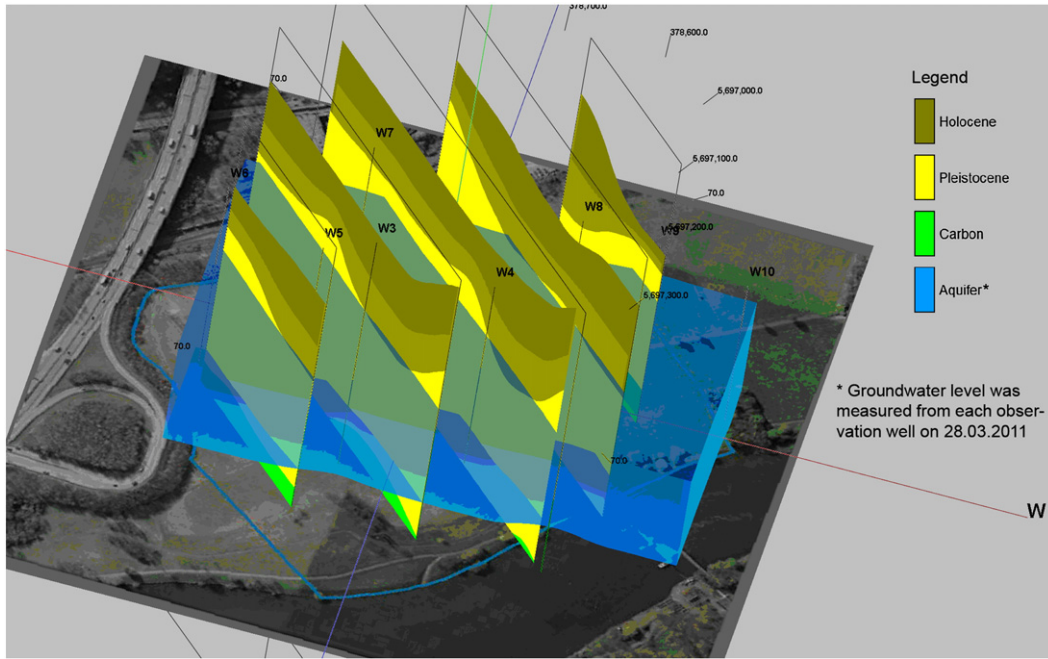 378,700.0
378,600.0
5,697,000.0
5,697,100.0
70.0
5,697,200.0
5,697,300.0
70.0
W7
W6
W5
W3
W8
W4
W10
70.0
70.0
W
Legend
Holocene
Pleistocene
Carbon
Aquifer*
* Groundwater level was
measured from each obser-
vation well on 28.03.2011